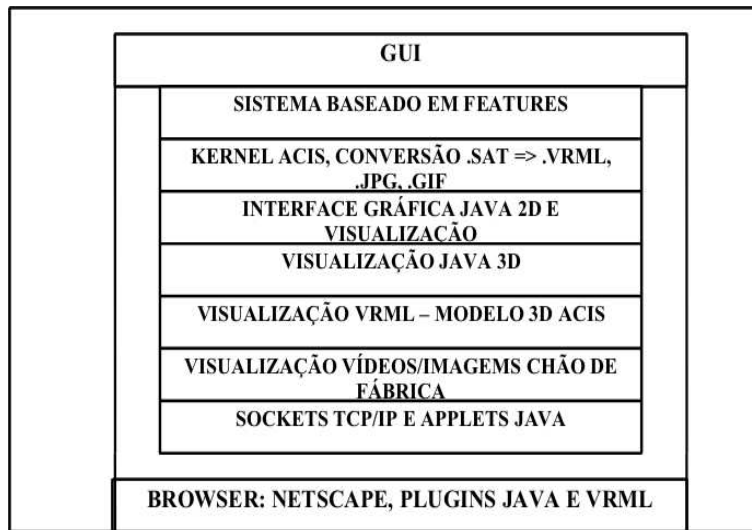 GUI
SISTEMA BASEADO EM FEATURES
KERNEL ACIS, CONVERSÃO .SAT => .VRML,
.JPG, .GIF
INTERFACE GRÁFICA JAVA 2D E
VISUALIZAÇÃO
VISUALIZAÇÃO JAVA 3D
VISUALIZAÇÃO VRML – MODELO 3D ACIS
VISUALIZAÇÃO VÍDEOS/IMAGEMS CHÃO DE
FÁBRICA
SOCKETS TCP/IP E APPLETS JAVA
BROWSER: NETSCAPE, PLUGINS JAVA E VRML